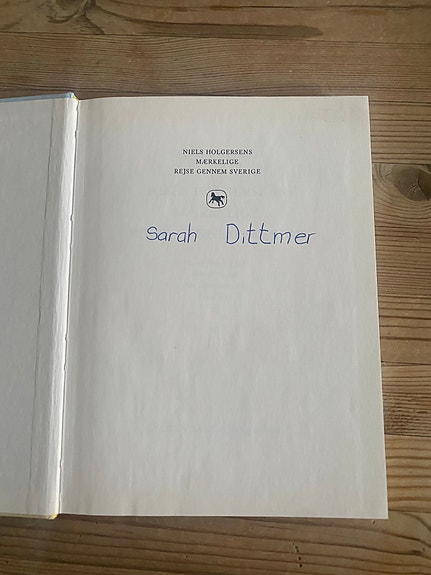 NIELS HOLGERSENS
MÆRKELIGE
REJSE GENNEM SVERIGE
Sarah Dittmer